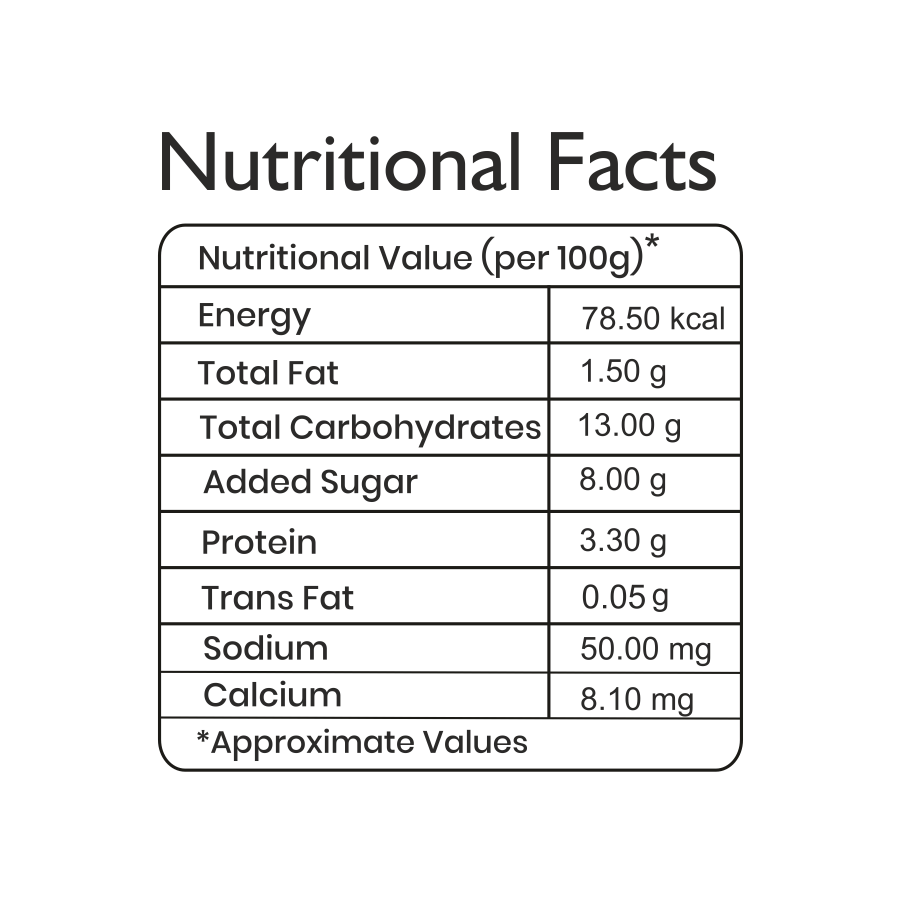 Nutritional Facts
Nutritional Value (per 100g)*
Energy 78.50 kcal
Total Fat 1.50 g
Total Carbohydrates 13.00 g
Added Sugar 8.00 g
Protein 3.30 g
Trans Fat 0.05 g
Sodium 50.00 mg
Calcium 8.10 mg
*Approximate Values